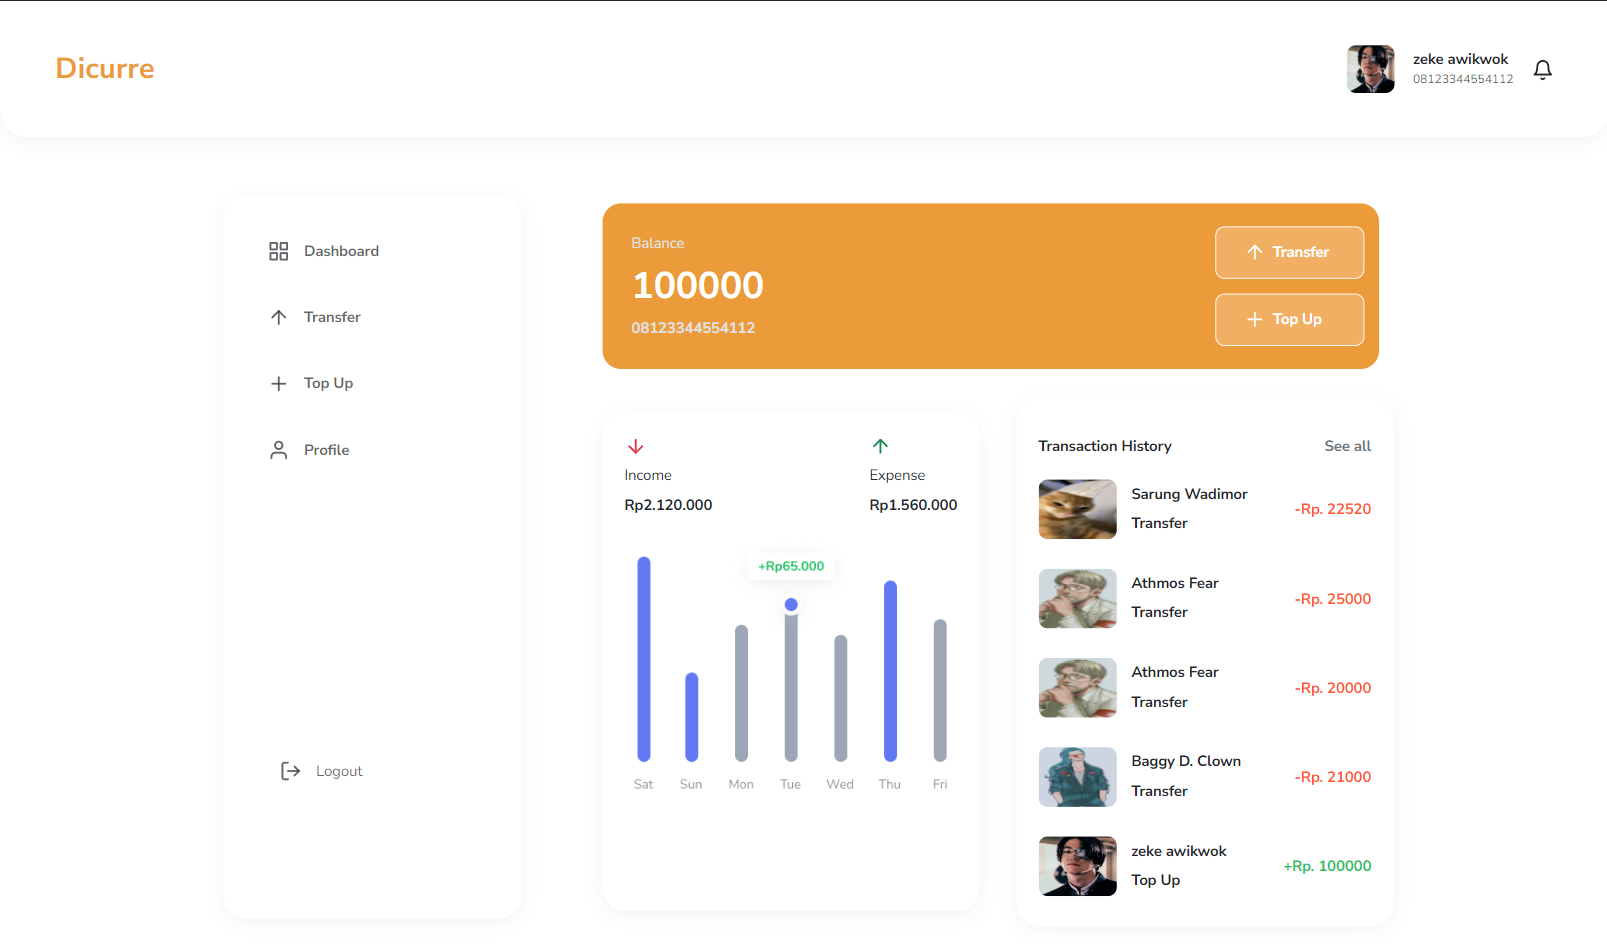 Dicurre
zeke awikwok
08123344554112
Dashboard
Transfer
Top Up
Profile
Logout
Balance
100000
08123344554112
Transfer
Top Up
Income
Rp2.120.000
Expense
Rp1.560.000
+Rp65.000
Sat Sun Mon Tue Wed Thu Fri
Transaction History See all
Sarung Wadimor
Transfer
-Rp. 22520
Athmos Fear
Transfer
-Rp. 25000
Athmos Fear
Transfer
-Rp. 20000
Baggy D. Clown
Transfer
-Rp. 21000
zeke awikwok
Top Up
+Rp. 100000